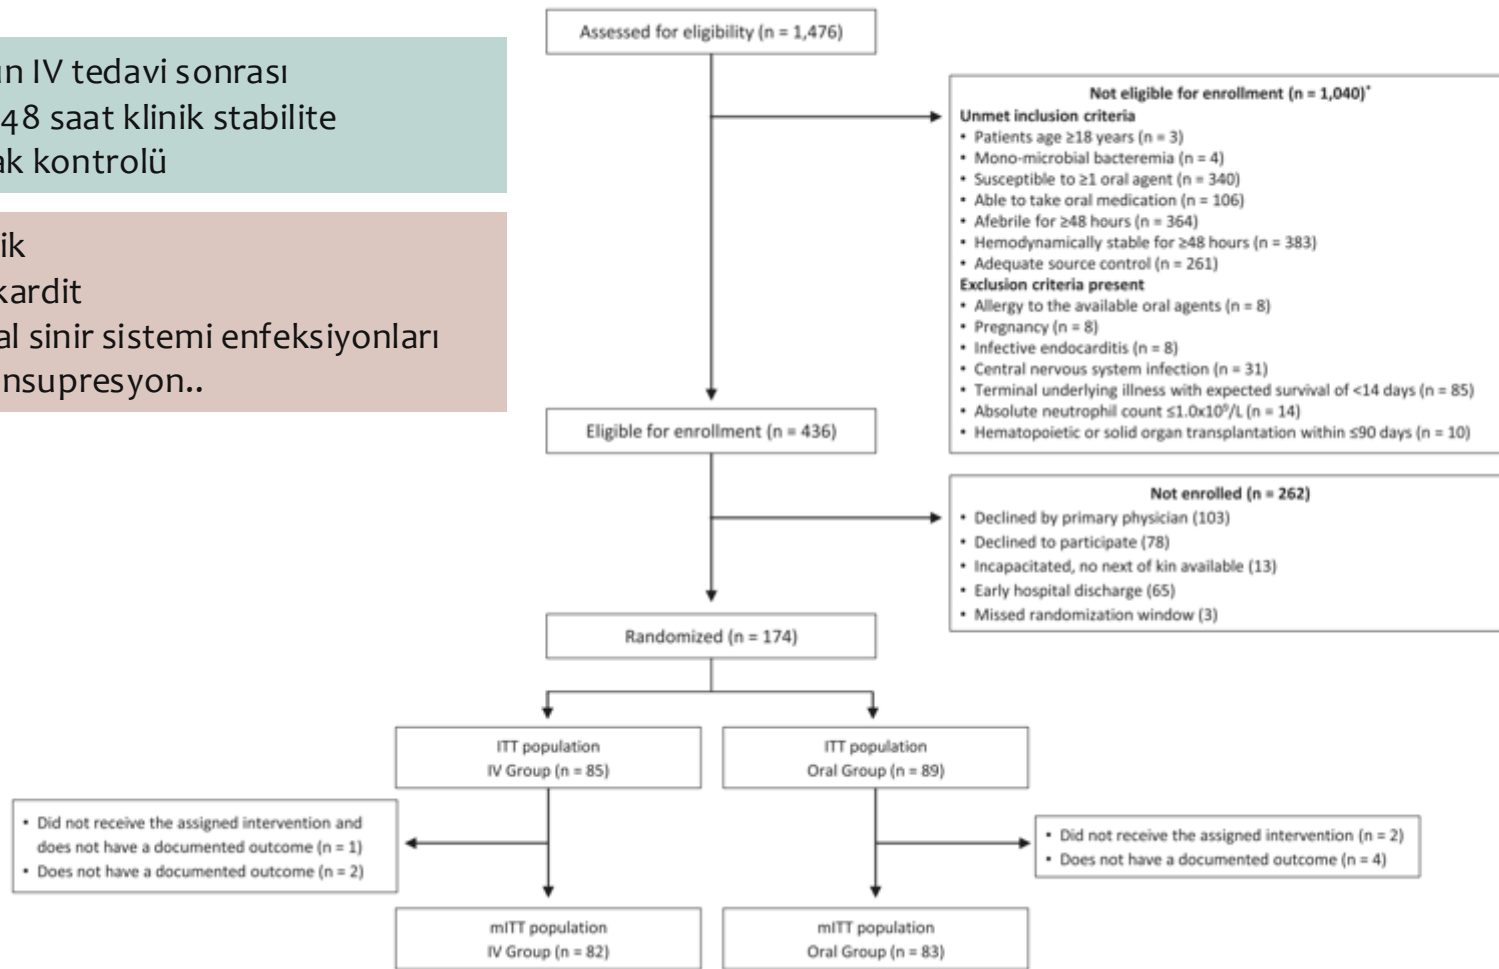 ün IV tedavi sonrası
48 saat klinik stabilite
ak kontrolü
ik
kardit
al sinir sistemi enfeksiyonları
nsupresyon..
Assessed for eligibility (n = 1,476)
Not eligible for enrollment (n = 1,040)*
Unmet inclusion criteria
• Patients age ≥18 years (n = 3)
• Mono-microbial bacteremia (n = 4)
• Susceptible to ≥1 oral agent (n = 340)
• Able to take oral medication (n = 106)
• Afebrile for ≥48 hours (n = 364)
• Hemodynamically stable for ≥48 hours (n = 383)
• Adequate source control (n = 261)
Exclusion criteria present
• Allergy to the available oral agents (n = 8)
• Pregnancy (n = 8)
• Infective endocarditis (n = 8)
• Central nervous system infection (n = 31)
• Terminal underlying illness with expected survival of <14 days (n = 85)
• Absolute neutrophil count ≤1.0x10⁹/L (n = 14)
• Hematopoietic or solid organ transplantation within ≤90 days (n = 10)
Eligible for enrollment (n = 436)
Not enrolled (n = 262)
• Declined by primary physician (103)
• Declined to participate (78)
• Incapacitated, no next of kin available (13)
• Early hospital discharge (65)
• Missed randomization window (3)
Randomized (n = 174)
ITT population
IV Group (n = 85)
ITT population
Oral Group (n = 89)
• Did not receive the assigned intervention and
does not have a documented outcome (n = 1)
• Does not have a documented outcome (n = 2)
• Did not receive the assigned intervention (n = 2)
• Does not have a documented outcome (n = 4)
mITT population
IV Group (n = 82)
mITT population
Oral Group (n = 83)